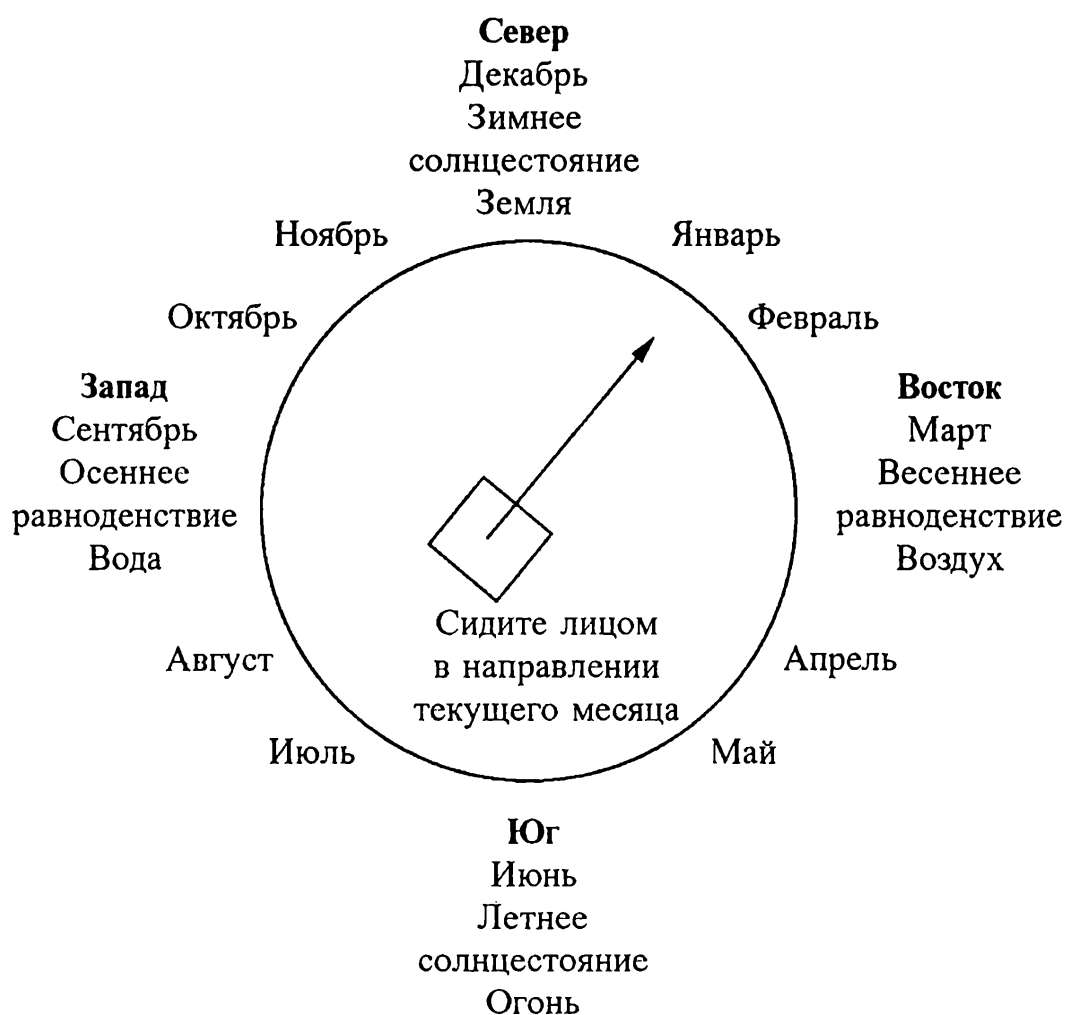 Север
Декабрь
Зимнее
солнцестояние
Земля
Ноябрь
Январь
Октябрь
Февраль
Запад
Сентябрь
Осеннее
равноденствие
Вода
Восток
Март
Весеннее
равноденствие
Воздух
Сидите лицом
в направлении
текущего месяца
Август
Апрель
Июль
Май
Юг
Июнь
Летнее
солнцестояние
Огонь